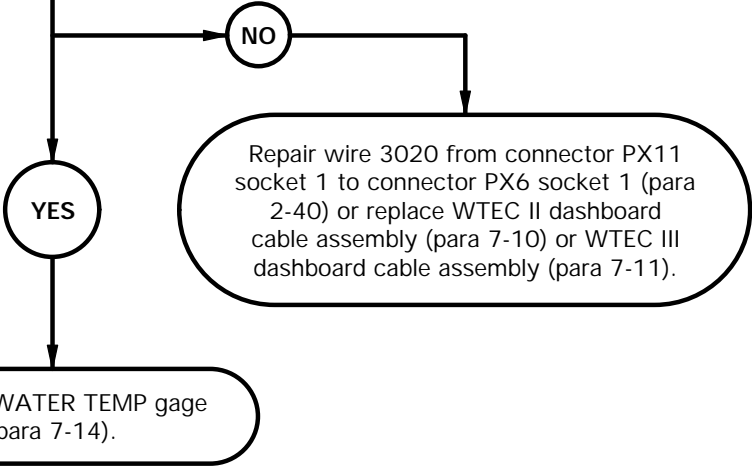 NO
Repair wire 3020 from connector PX11
socket 1 to connector PX6 socket 1 (para
2-40) or replace WTEC II dashboard
cable assembly (para 7-10) or WTEC III
dashboard cable assembly (para 7-11).
YES
WATER TEMP gage
para 7-14).